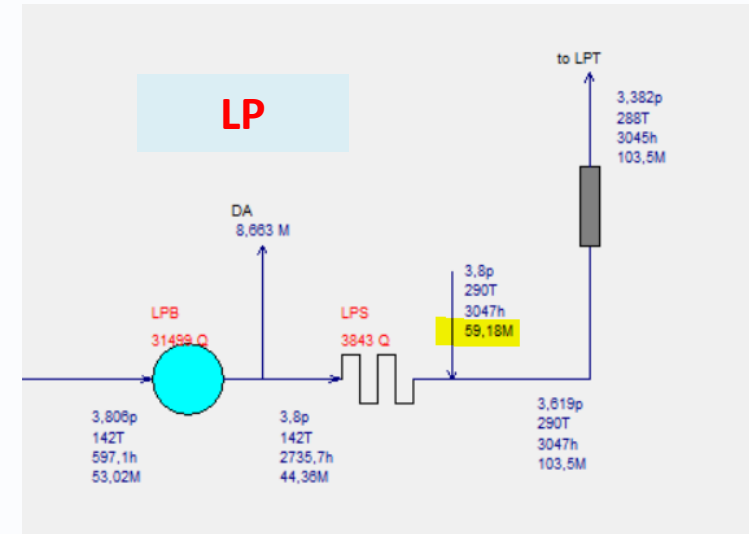 LP
to LPT
3,382p
288T
3045h
103,5M
DA
8,663 M
3,8p
290T
3047h
59,18M
LPB
31499 Q
LPS
3843 Q
3,806p
142T
597,1h
53,02M
3,8p
142T
2735,7h
44,36M
3,619p
290T
3047h
103,5M